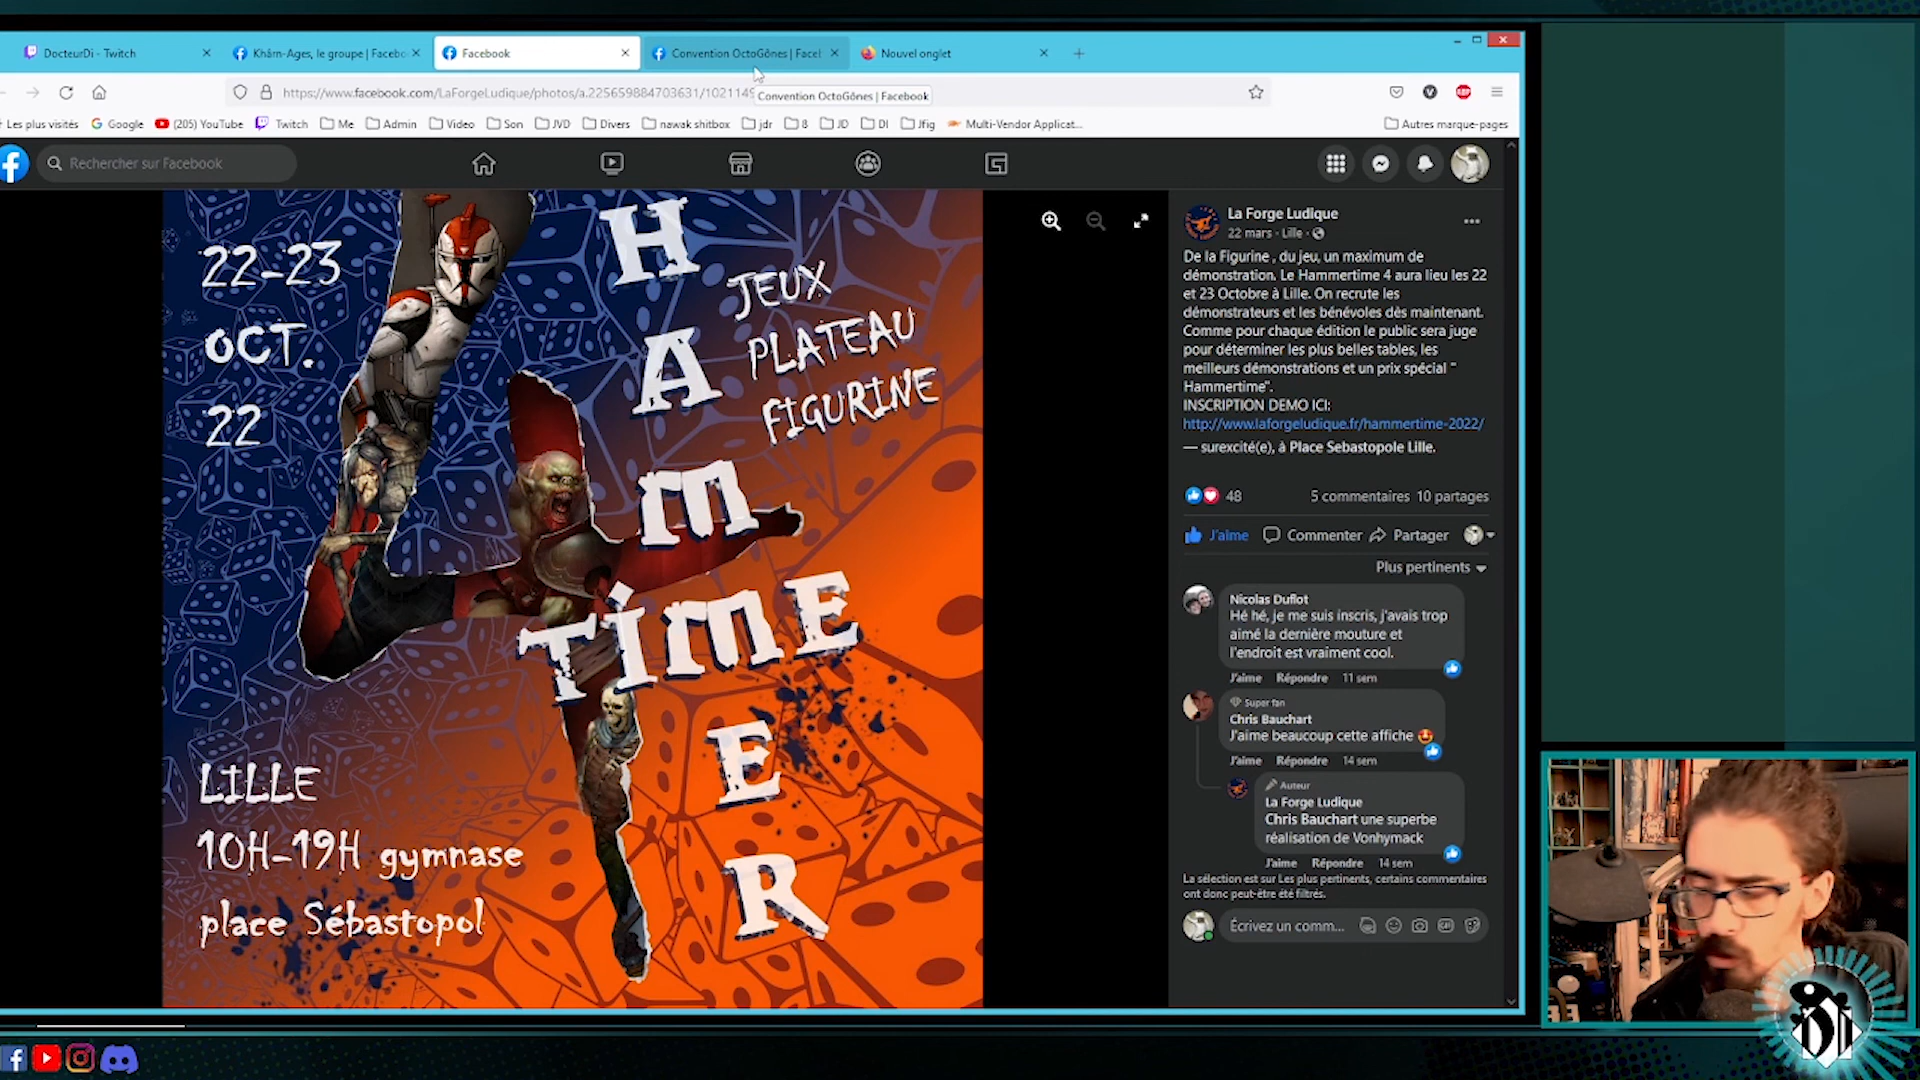 DocteurDi - Twitch
Khârn-Ages, le groupe | Facebo
Facebook
Convention OctoGônes | Facel
Nouvel onglet
https://www.facebook.com/LaForgeLudique/photos/a.225659884703631/1021149
Convention OctoGônes | Facebook
Les plus visités
Google
(205) YouTube
Twitch
Me
Admin
Video
Son
JVD
Divers
nawak shitbox
jdr
8
JD
DI
Jfig
Multi-Vendor Applicat...
Autres marque-pages
Rechercher sur Facebook
22-23
OCT.
22
HAMMER
TIME
JEUX
PLATEAU
FIGURINE
LILLE
10H-19H gymnase
place Sébastopol
La Forge Ludique
22 mars · Lille ·
De la Figurine , du jeu, un maximum de
démonstration. Le Hammertime 4 aura lieu les 22
et 23 Octobre à Lille. On recrute les
démonstrateurs et les bénévoles dès maintenant.
Comme pour chaque édition le public sera juge
pour déterminer les plus belles tables, les
meilleurs démonstrations et un prix spécial "
Hammertime".
INSCRIPTION DEMO ICI:
http://www.laforgeludique.fr/hammertime-2022/
— surexcité(e), à Place Sebastopole Lille.
48
5 commentaires 10 partages
J'aime
Commenter
Partager
Plus pertinents
Nicolas Duflot
Hé hé, je me suis inscris, j'avais trop
aimé la dernière mouture et
l'endroit est vraiment cool.
J'aime Répondre 11 sem
Super fan
Chris Bauchart
J'aime beaucoup cette affiche 🤩
J'aime Répondre 14 sem
Auteur
La Forge Ludique
Chris Bauchart une superbe
réalisation de Vonhymack
J'aime Répondre 14 sem
La sélection est sur Les plus pertinents, certains commentaires
ont donc peut-être été filtrés.
Écrivez un comm...
DI